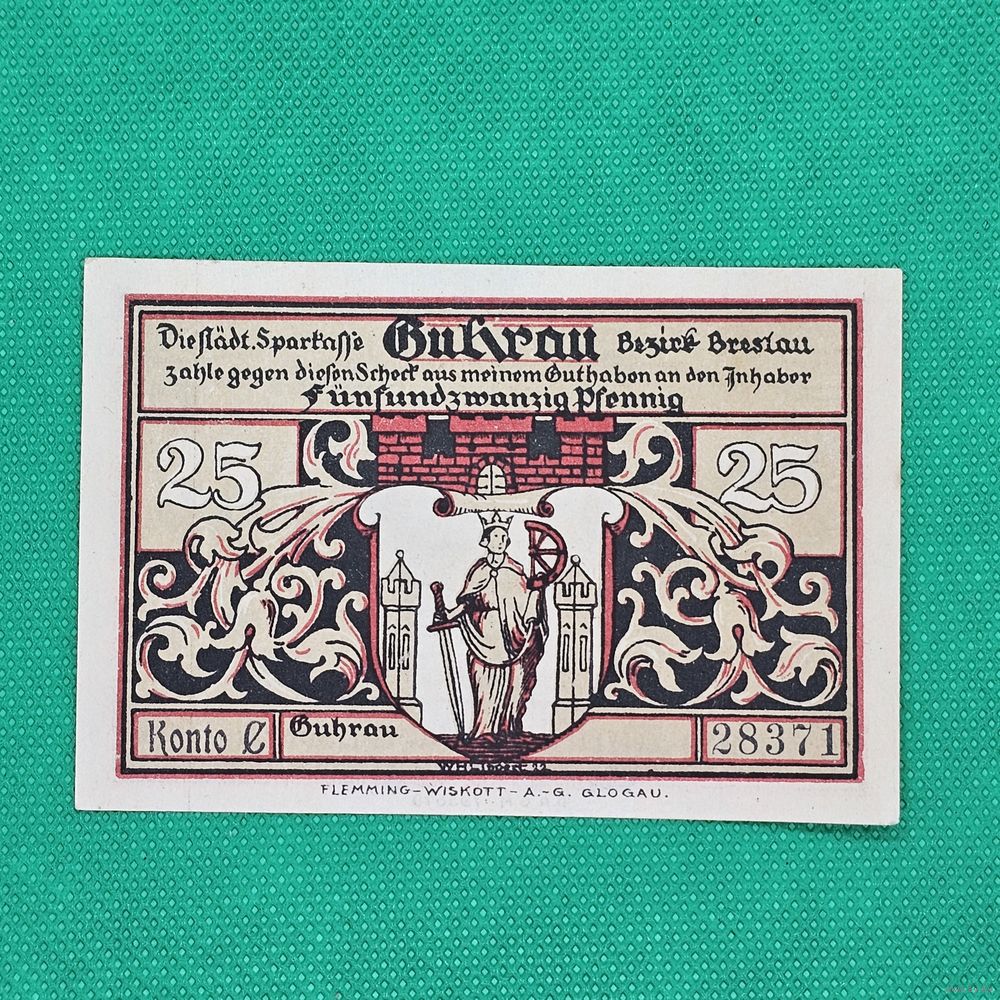 Die städt. Sparkasse Guhrau Bezirk Breslau
zahle gegen diesen Scheck aus meinem Guthaben an den Inhaber
Fünfundzwanzig Pfennig
25 25
Konto C Guhrau 28371
FLEMMING-WISKOTT-A.-G. GLOGAU.